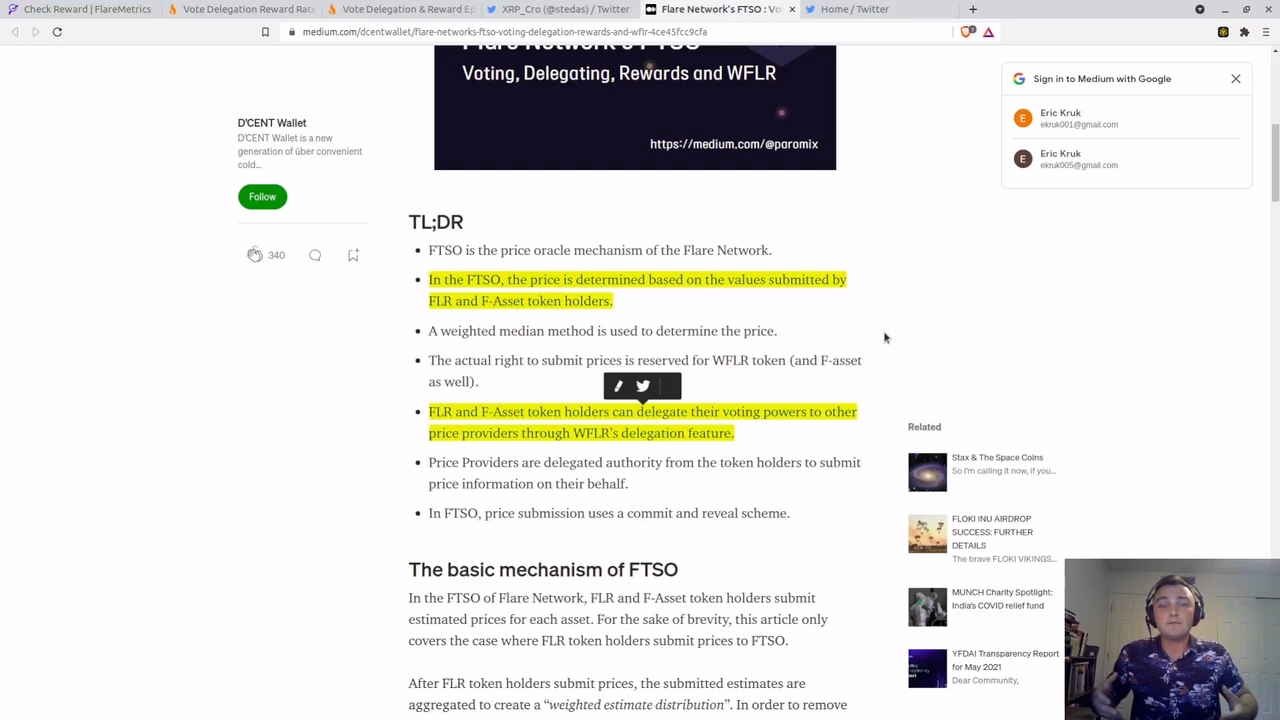 Check Reward | FlareMetrics
Vote Delegation Reward Rate
Vote Delegation & Reward Ep
XRP_Cro (@stedas) / Twitter
Flare Network's FTSO : Vo
Home / Twitter
medium.com/dcentwallet/flare-networks-ftso-voting-delegation-rewards-and-wflr-4ce45fcc9cfa
Flare Network's FTSO
Voting, Delegating, Rewards and WFLR
https://medium.com/@paromix
Sign in to Medium with Google
Eric Kruk
ekruk001@gmail.com
Eric Kruk
ekruk005@gmail.com
D'CENT Wallet
D'CENT Wallet is a new
generation of über convenient
cold...
Follow
340
TL;DR
FTSO is the price oracle mechanism of the Flare Network.
In the FTSO, the price is determined based on the values submitted by
FLR and F-Asset token holders.
A weighted median method is used to determine the price.
The actual right to submit prices is reserved for WFLR token (and F-asset
as well).
FLR and F-Asset token holders can delegate their voting powers to other
price providers through WFLR's delegation feature.
Price Providers are delegated authority from the token holders to submit
price information on their behalf.
In FTSO, price submission uses a commit and reveal scheme.
The basic mechanism of FTSO
In the FTSO of Flare Network, FLR and F-Asset token holders submit
estimated prices for each asset. For the sake of brevity, this article only
covers the case where FLR token holders submit prices to FTSO.
After FLR token holders submit prices, the submitted estimates are
aggregated to create a “weighted estimate distribution”. In order to remove
Related
Stax & The Space Coins
So I'm calling it now, if you...
FLOKI INU AIRDROP
SUCCESS: FURTHER
DETAILS
The brave FLOKI VIKINGS...
MUNCH Charity Spotlight:
India's COVID relief fund
YFDAI Transparency Report
for May 2021
Dear Community,